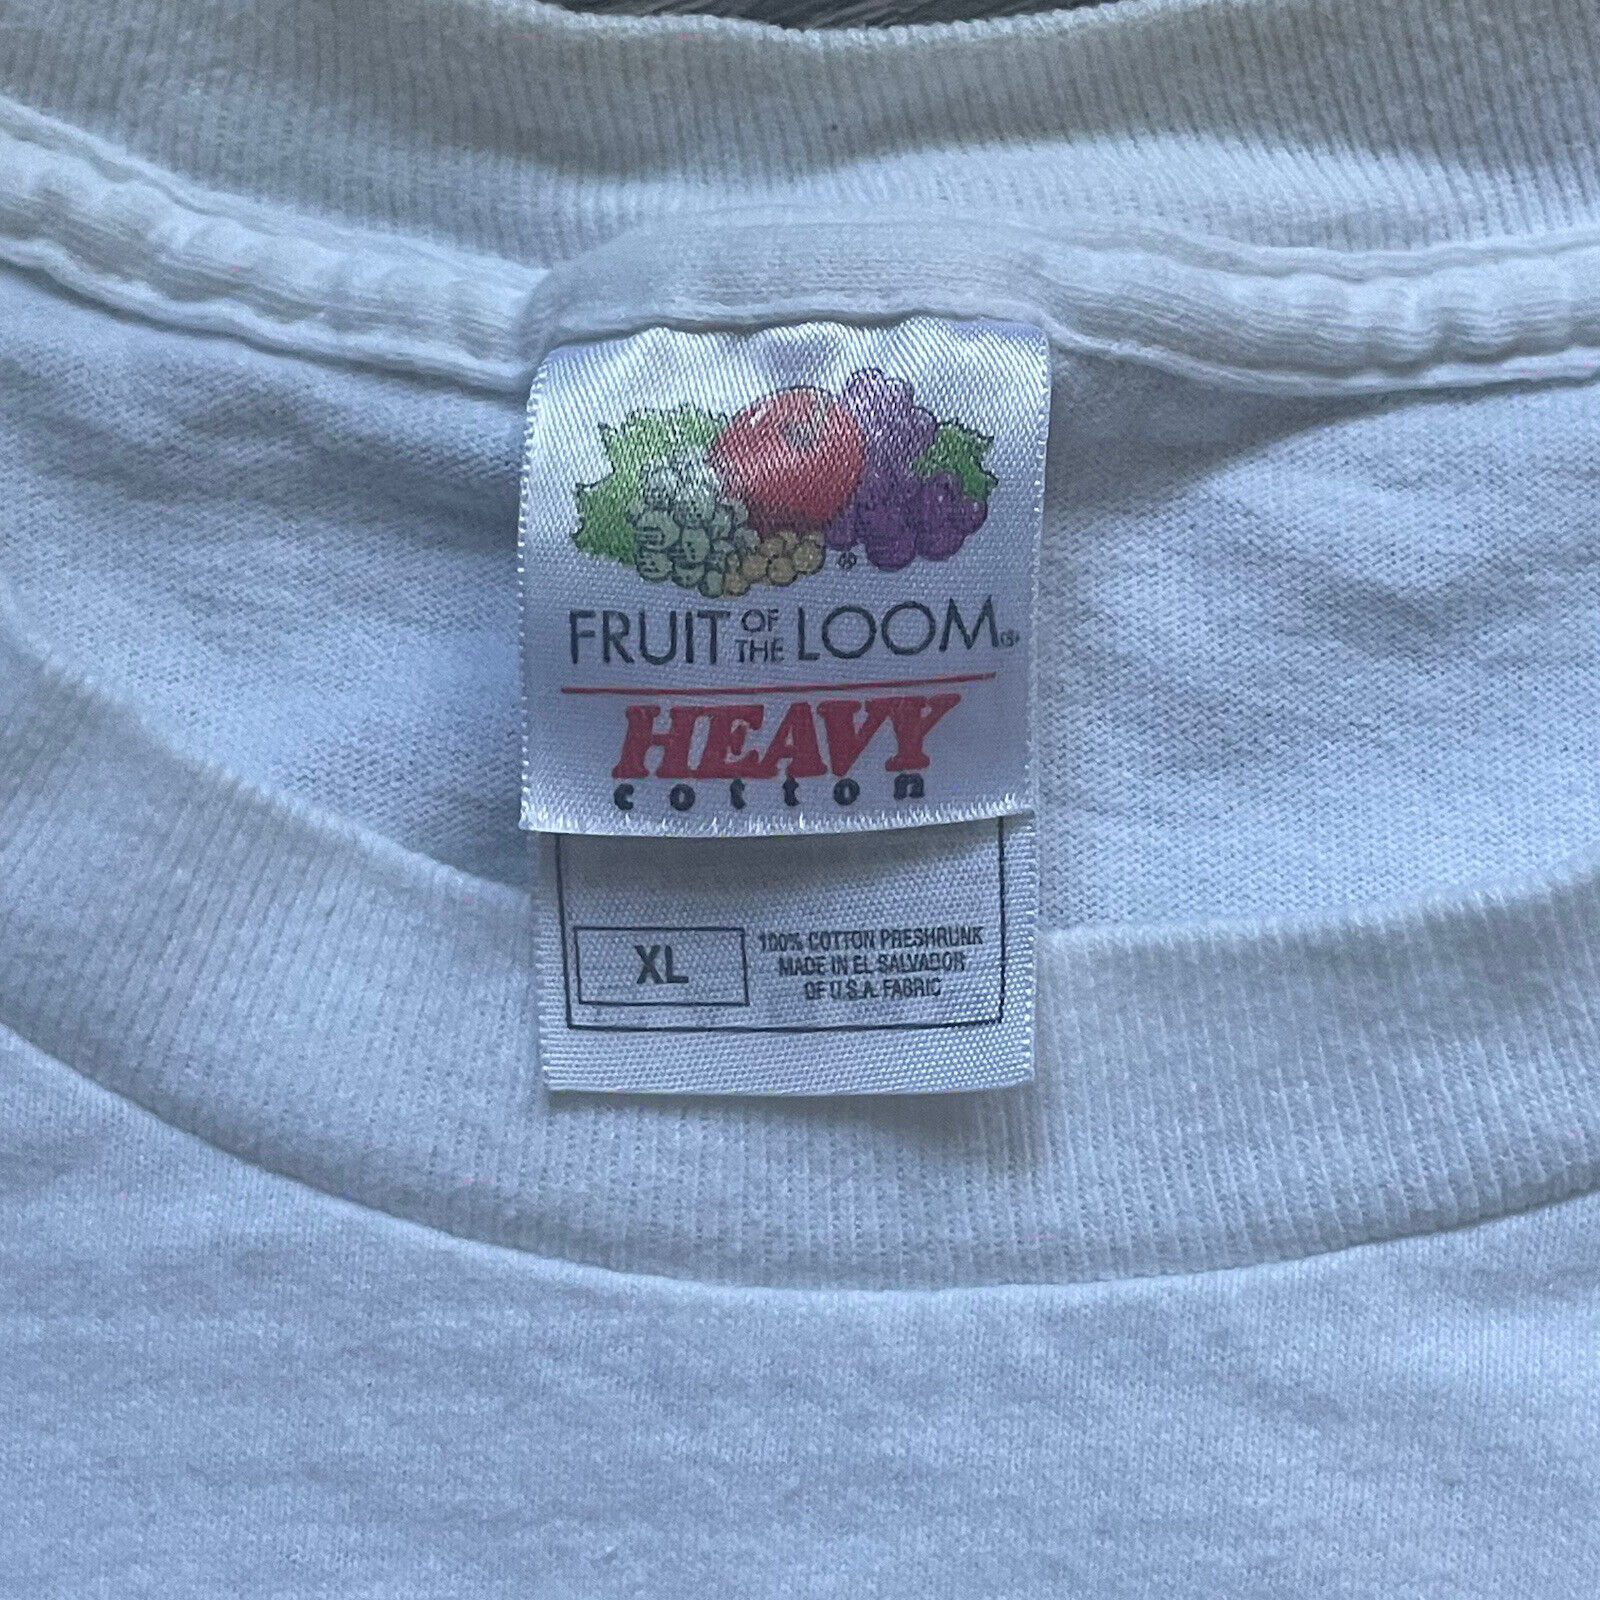 FRUIT OF THE LOOM®
HEAVY
cotton
XL
100% COTTON PRESHRUNK
MADE IN EL SALVADOR
OF U.S.A. FABRIC